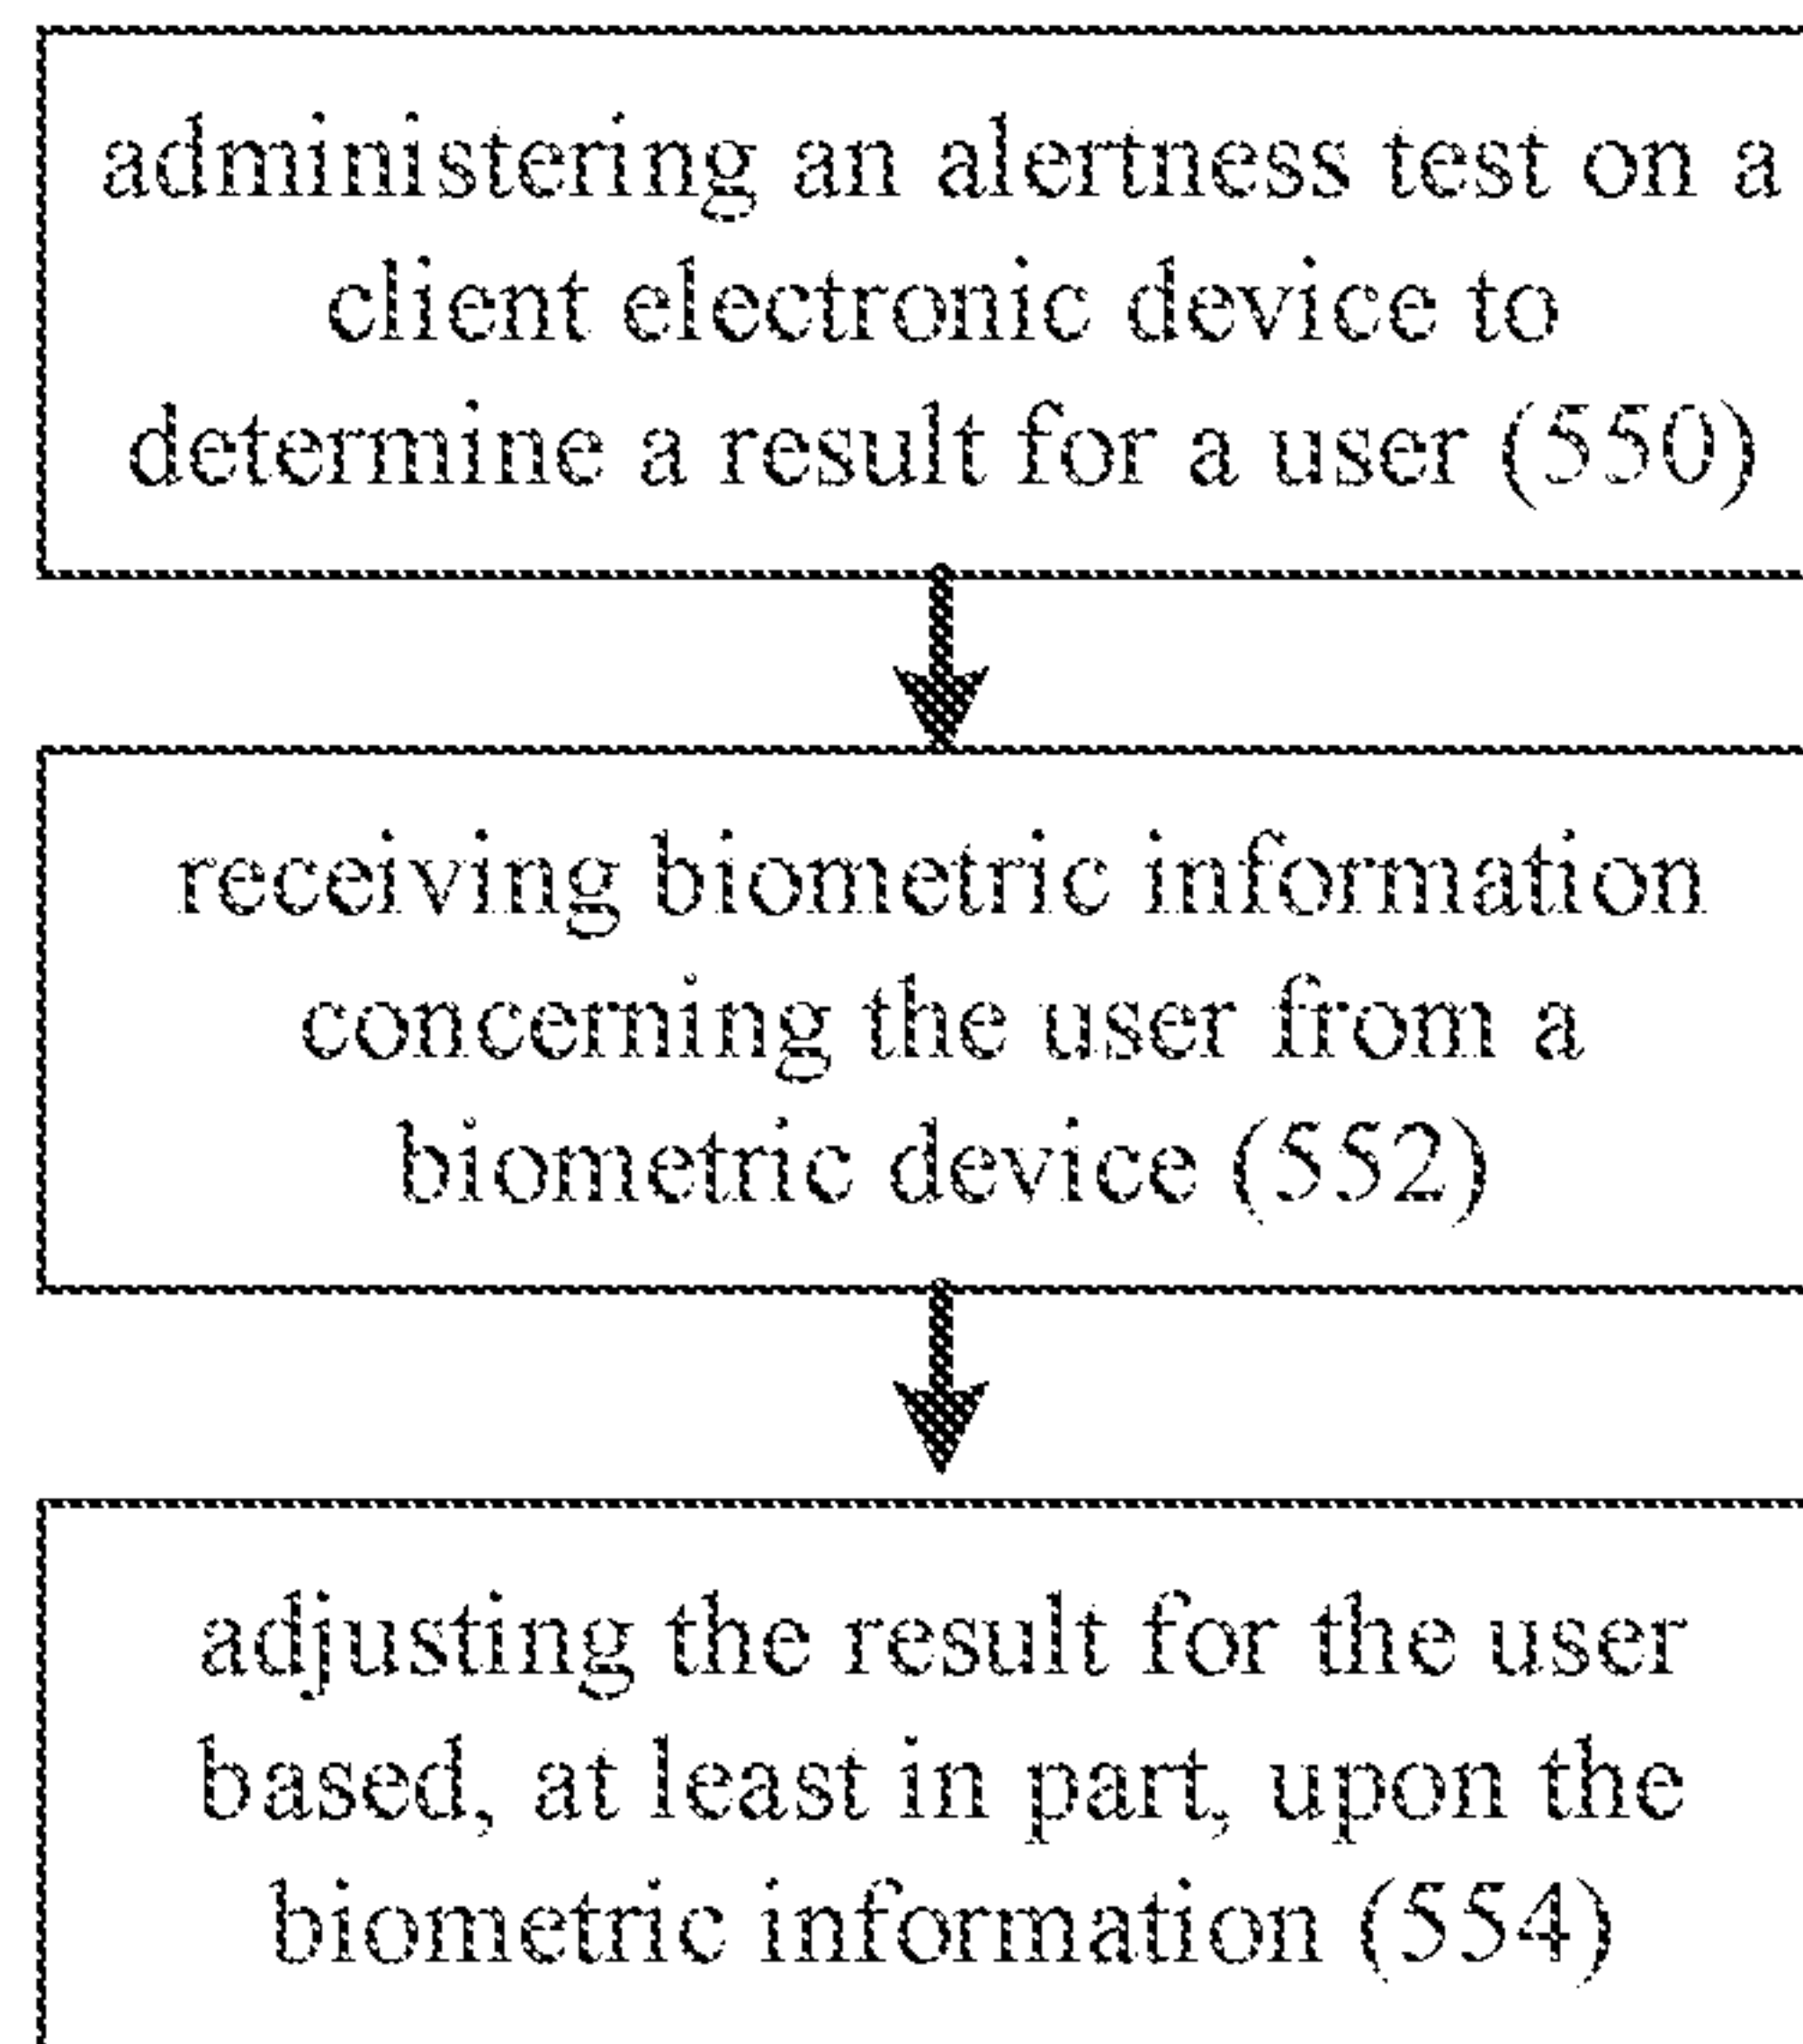 administering an alertness test on a
client electronic device to
determine a result for a user (550)
receiving biometric information
concerning the user from a
biometric device (552)
adjusting the result for the user
based, at least in part, upon the
biometric information (554)